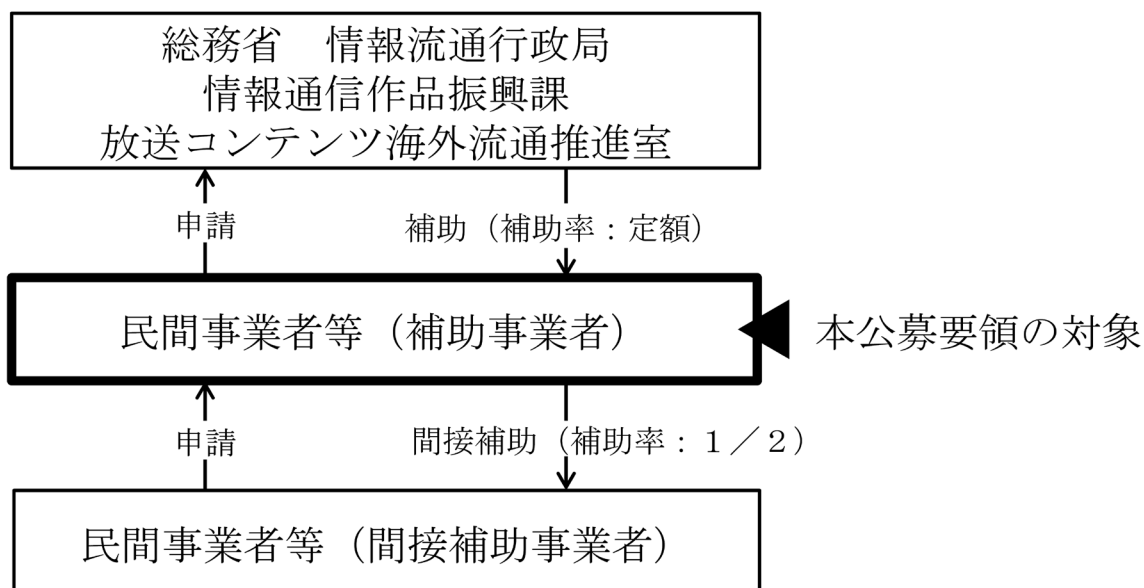 総務省　情報流通行政局
情報通信作品振興課
放送コンテンツ海外流通推進室
申請
補助（補助率：定額）
民間事業者等（補助事業者）
本公募要領の対象
申請
間接補助（補助率：１／２）
民間事業者等（間接補助事業者）